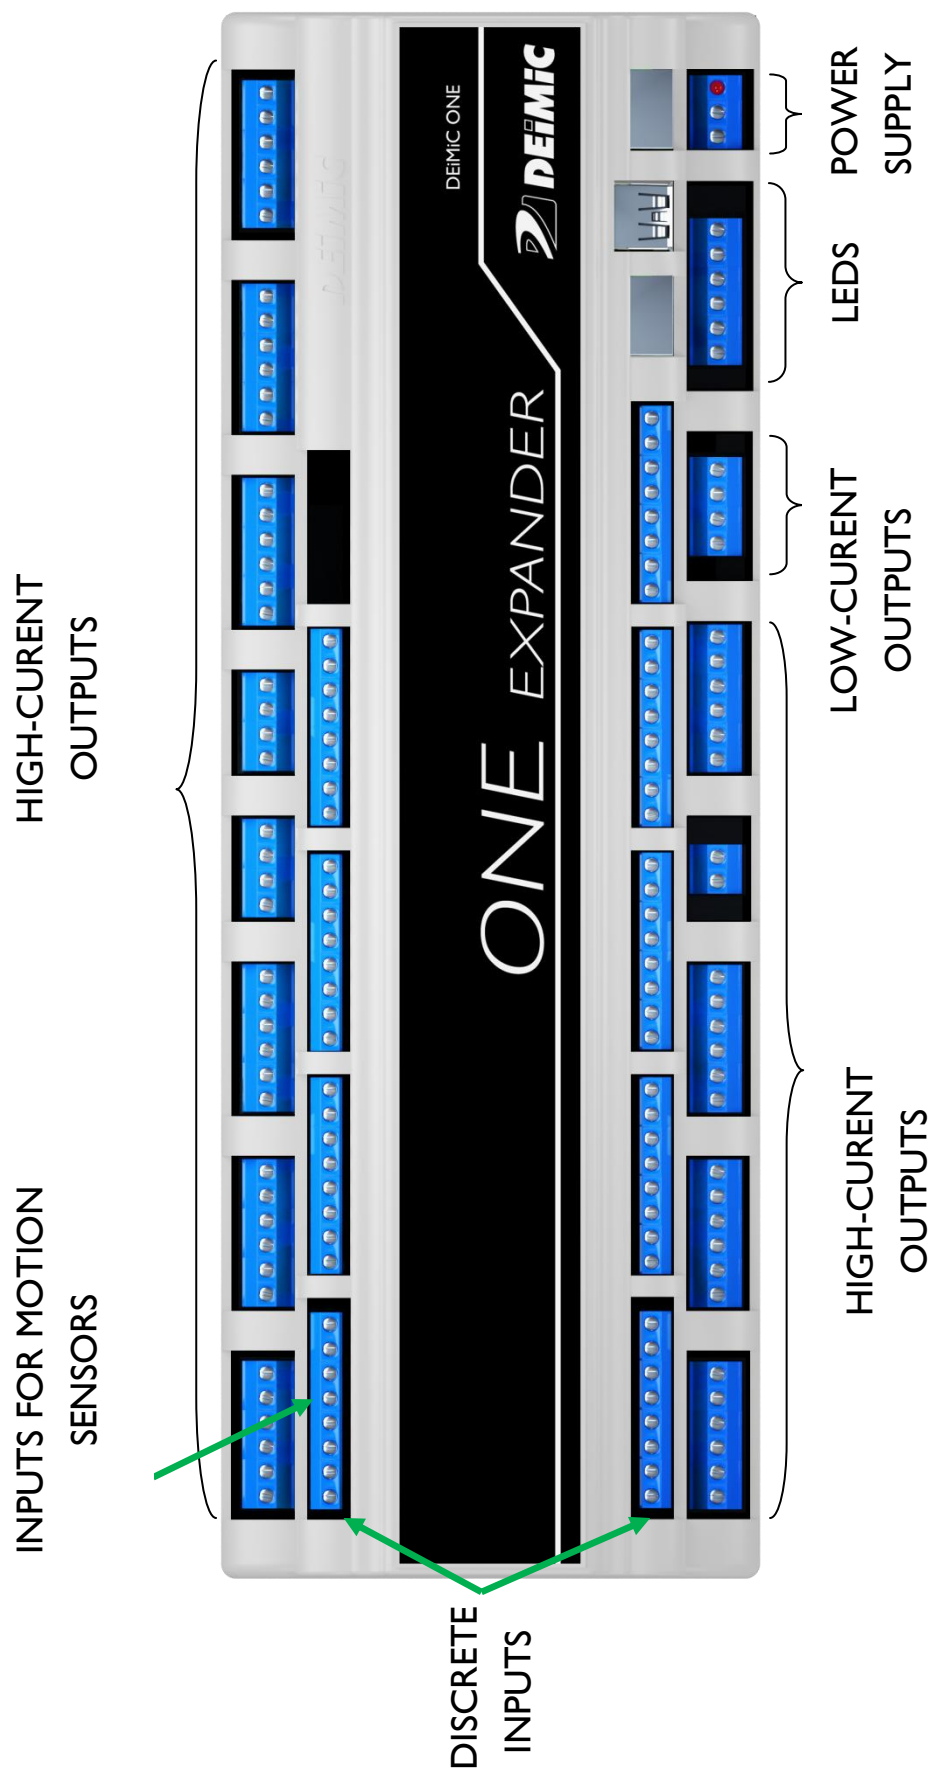 HIGH-CURENT
OUTPUTS
INPUTS FOR MOTION
SENSORS
DEiMiC
DEiMiC ONE
DEiMiC
ONE EXPANDER
DISCRETE
INPUTS
POWER
SUPPLY
LEDS
LOW-CURENT
OUTPUTS
HIGH-CURENT
OUTPUTS